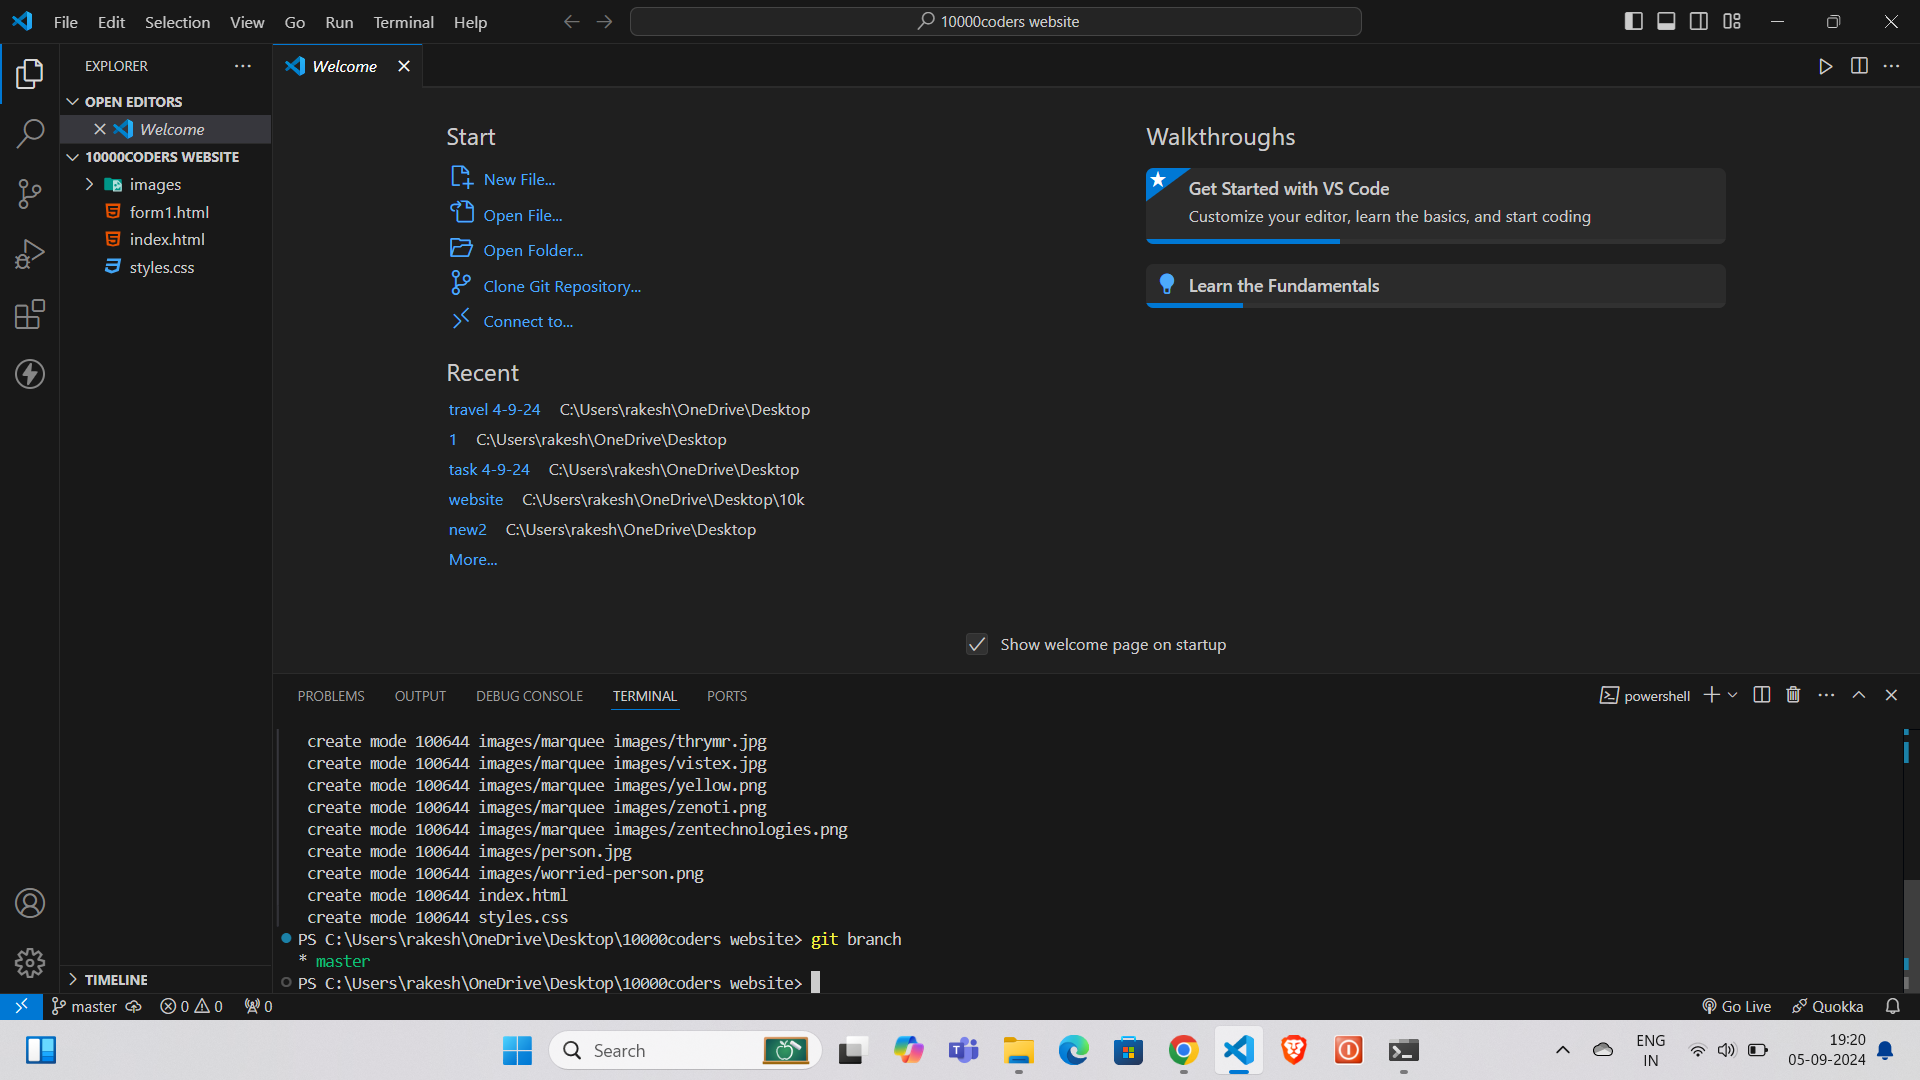 File Edit Selection View Go Run Terminal Help
10000coders website
EXPLORER
OPEN EDITORS
Welcome
10000CODERS WEBSITE
images
form1.html
index.html
styles.css
TIMELINE
Welcome
Start
New File...
Open File...
Open Folder...
Clone Git Repository...
Connect to...
Recent
travel 4-9-24 C:\Users\rakesh\OneDrive\Desktop
1 C:\Users\rakesh\OneDrive\Desktop
task 4-9-24 C:\Users\rakesh\OneDrive\Desktop
website C:\Users\rakesh\OneDrive\Desktop\10k
new2 C:\Users\rakesh\OneDrive\Desktop
More...
Walkthroughs
Get Started with VS Code
Customize your editor, learn the basics, and start coding
Learn the Fundamentals
Show welcome page on startup
PROBLEMS OUTPUT DEBUG CONSOLE TERMINAL PORTS
powershell
create mode 100644 images/marquee images/thrymr.jpg
create mode 100644 images/marquee images/vistex.jpg
create mode 100644 images/marquee images/yellow.png
create mode 100644 images/marquee images/zenoti.png
create mode 100644 images/marquee images/zentechnologies.png
create mode 100644 images/person.jpg
create mode 100644 images/worried-person.png
create mode 100644 index.html
create mode 100644 styles.css
PS C:\Users\rakesh\OneDrive\Desktop\10000coders website> git branch
* master
PS C:\Users\rakesh\OneDrive\Desktop\10000coders website>
master 0 0 0
Go Live Quokka
Search
ENG
IN
19:20
05-09-2024